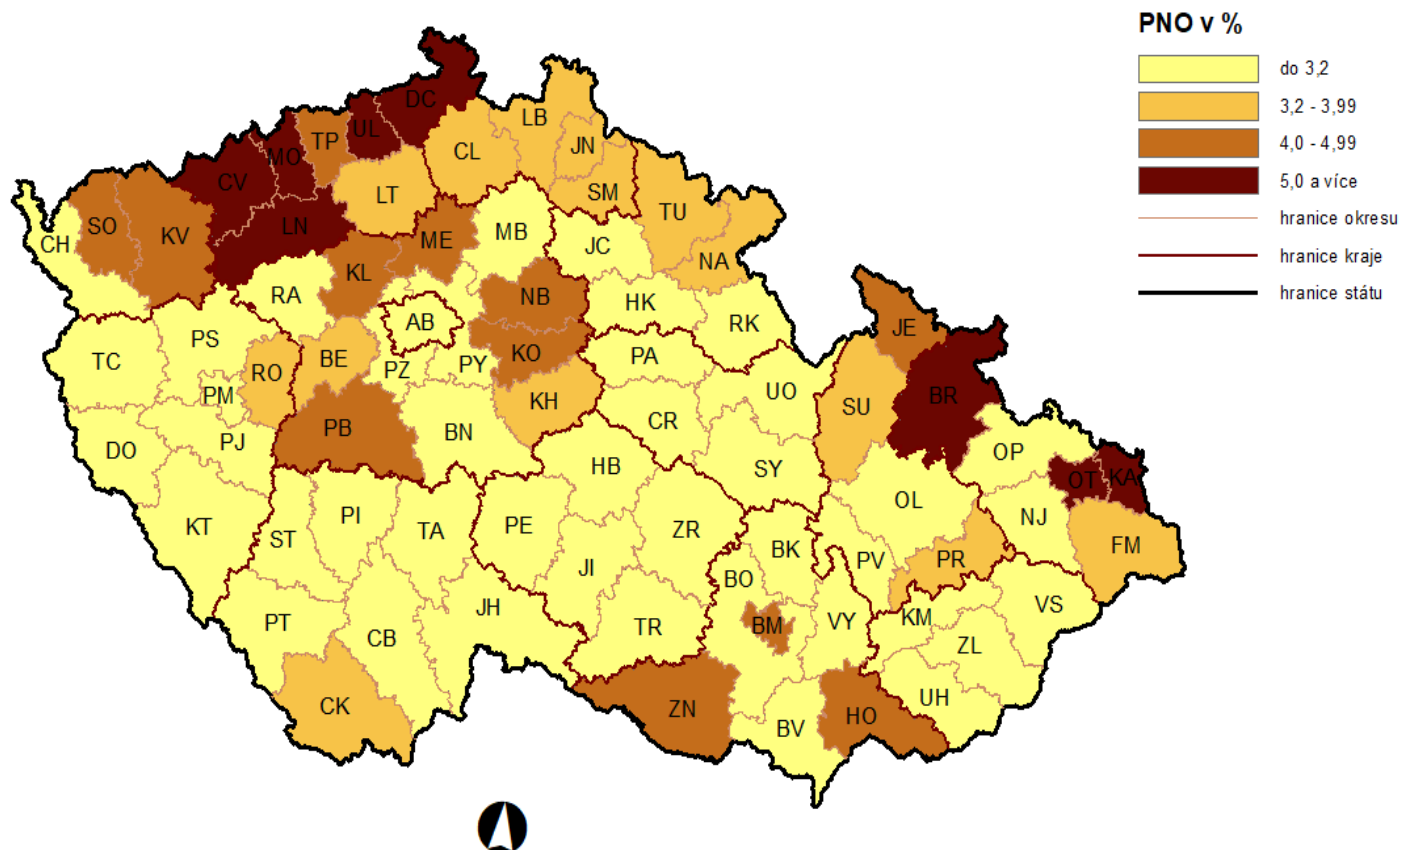 PNO v %
do 3,2
3,2 - 3,99
4,0 - 4,99
5,0 a více
hranice okresu
hranice kraje
hranice státu
DC
UL
TP
MO
CV
LN
LT
CL
LB
JN
SM
TU
NA
CH
SO
KV
KL
ME
MB
JC
RA
NB
HK
RK
AB
TC
PS
RO
BE
PZ
PY
KO
PA
JE
PM
KH
UO
SU
BR
DO
PJ
PB
BN
CR
SY
OP
HB
OT
KA
KT
ST
PI
TA
PE
ZR
OL
NJ
FM
JI
BK
BO
PV
PR
PT
CB
JH
TR
BM
VY
KM
VS
ZL
CK
ZN
BV
HO
UH